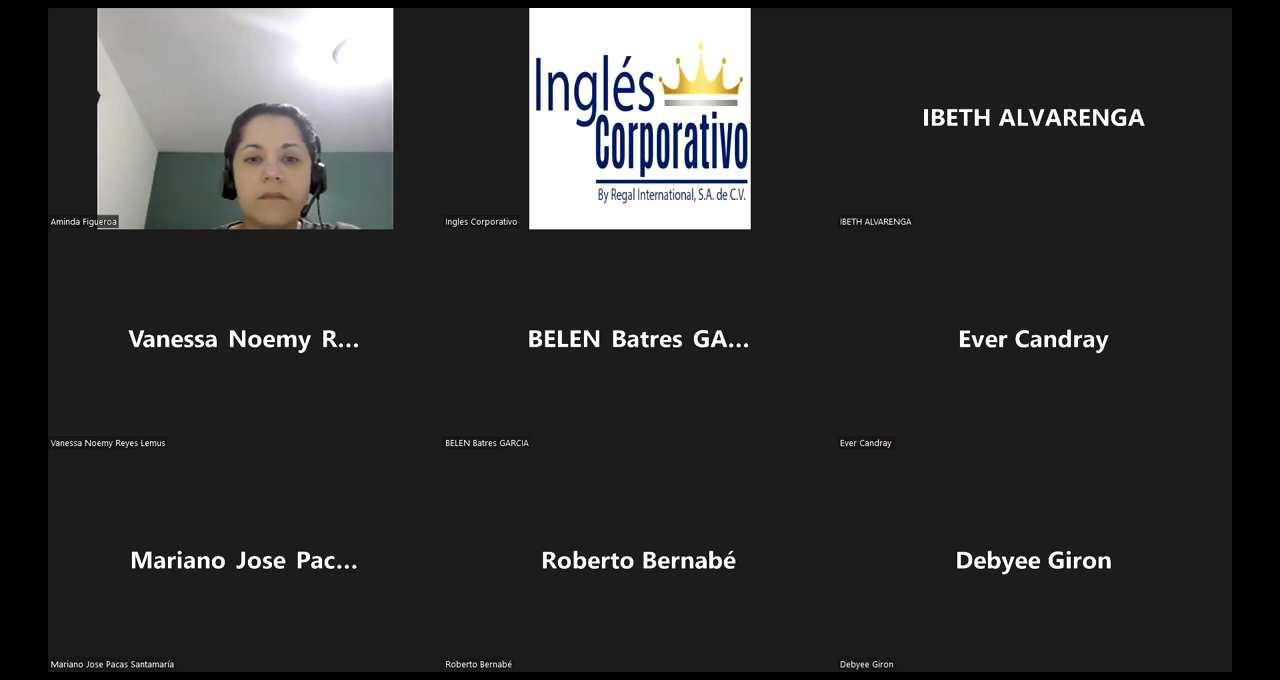 Inglés
Corporativo
By Regal International, S.A. de C.V.
IBETH ALVARENGA
Aminda Figueroa
Ingles Corporativo
IBETH ALVARENGA
Vanessa Noemy R...
BELEN Batres GA...
Ever Candray
Vanessa Noemy Reyes Lemus
BELEN Batres GARCIA
Ever Candray
Mariano Jose Pac...
Roberto Bernabé
Debyee Giron
Mariano Jose Pacas Santamaría
Roberto Bernabé
Debyee Giron